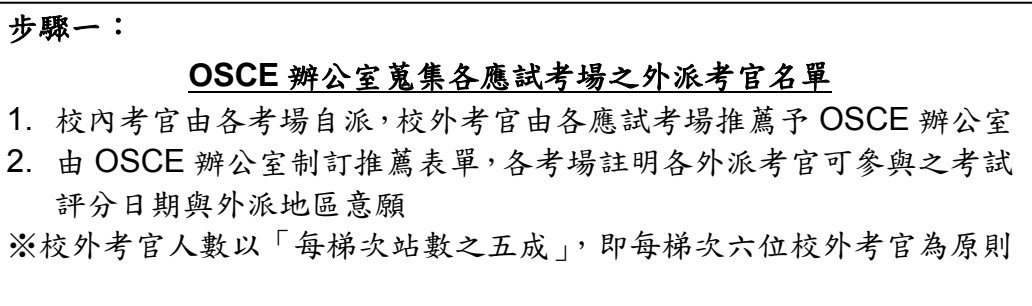 步驟一：
OSCE 辦公室蒐集各應試考場之外派考官名單
1. 校內考官由各考場自派，校外考官由各應試考場推薦予 OSCE 辦公室
2. 由 OSCE 辦公室制訂推薦表單，各考場註明各外派考官可參與之考試
評分日期與外派地區意願
※校外考官人數以「每梯次站數之五成」，即每梯次六位校外考官為原則